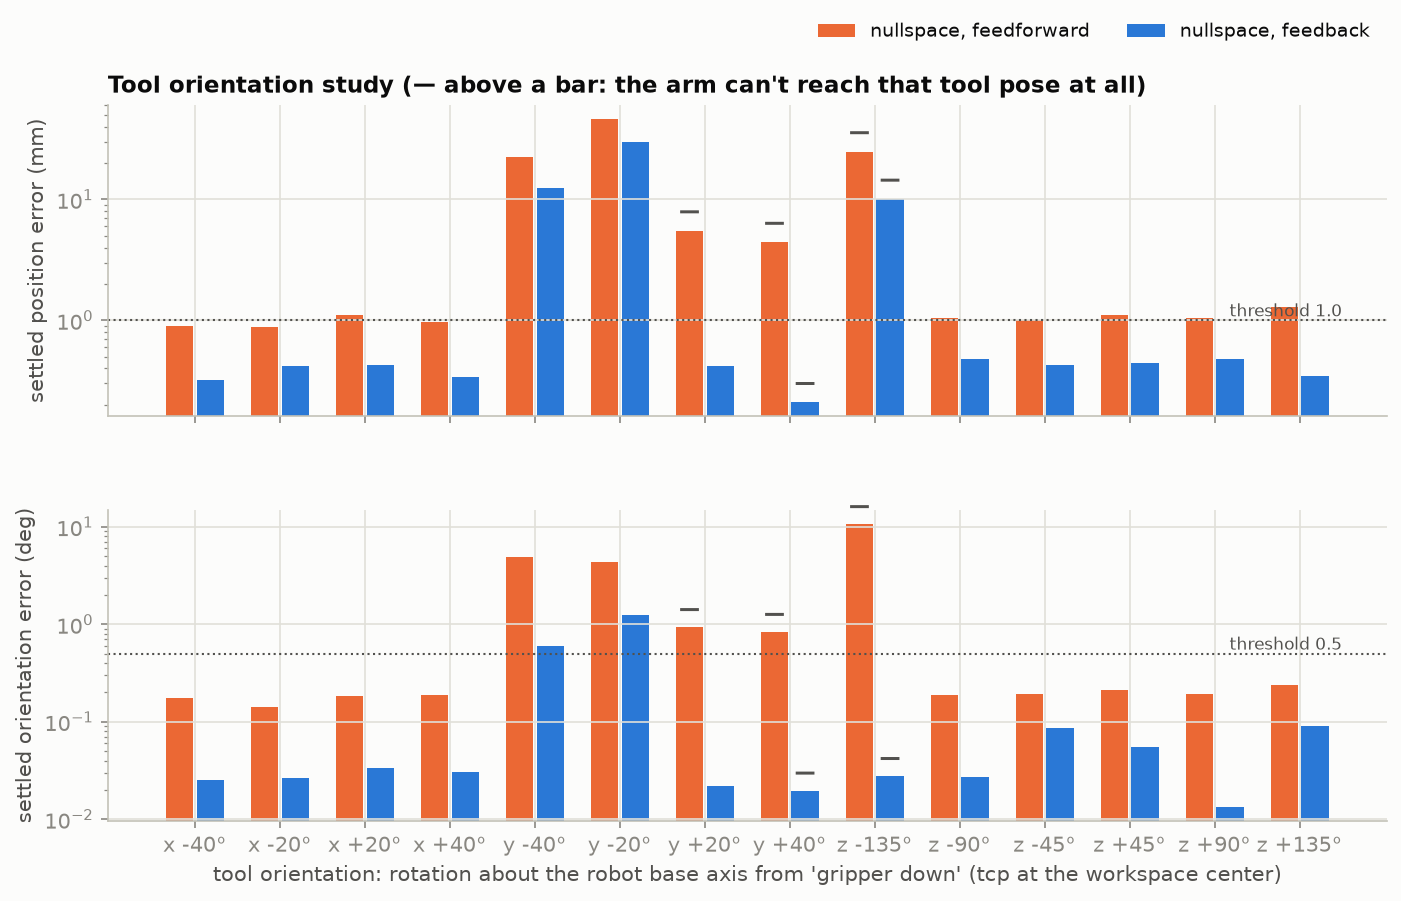 nullspace, feedforward
nullspace, feedback
Tool orientation study (— above a bar: the arm can't reach that tool pose at all)
settled position error (mm)
10¹
10⁰
threshold 1.0
settled orientation error (deg)
10¹
10⁰
10⁻¹
10⁻²
threshold 0.5
x -40° x -20° x +20° x +40° y -40° y -20° y +20° y +40° z -135° z -90° z -45° z +45° z +90° z +135°
tool orientation: rotation about the robot base axis from 'gripper down' (tcp at the workspace center)